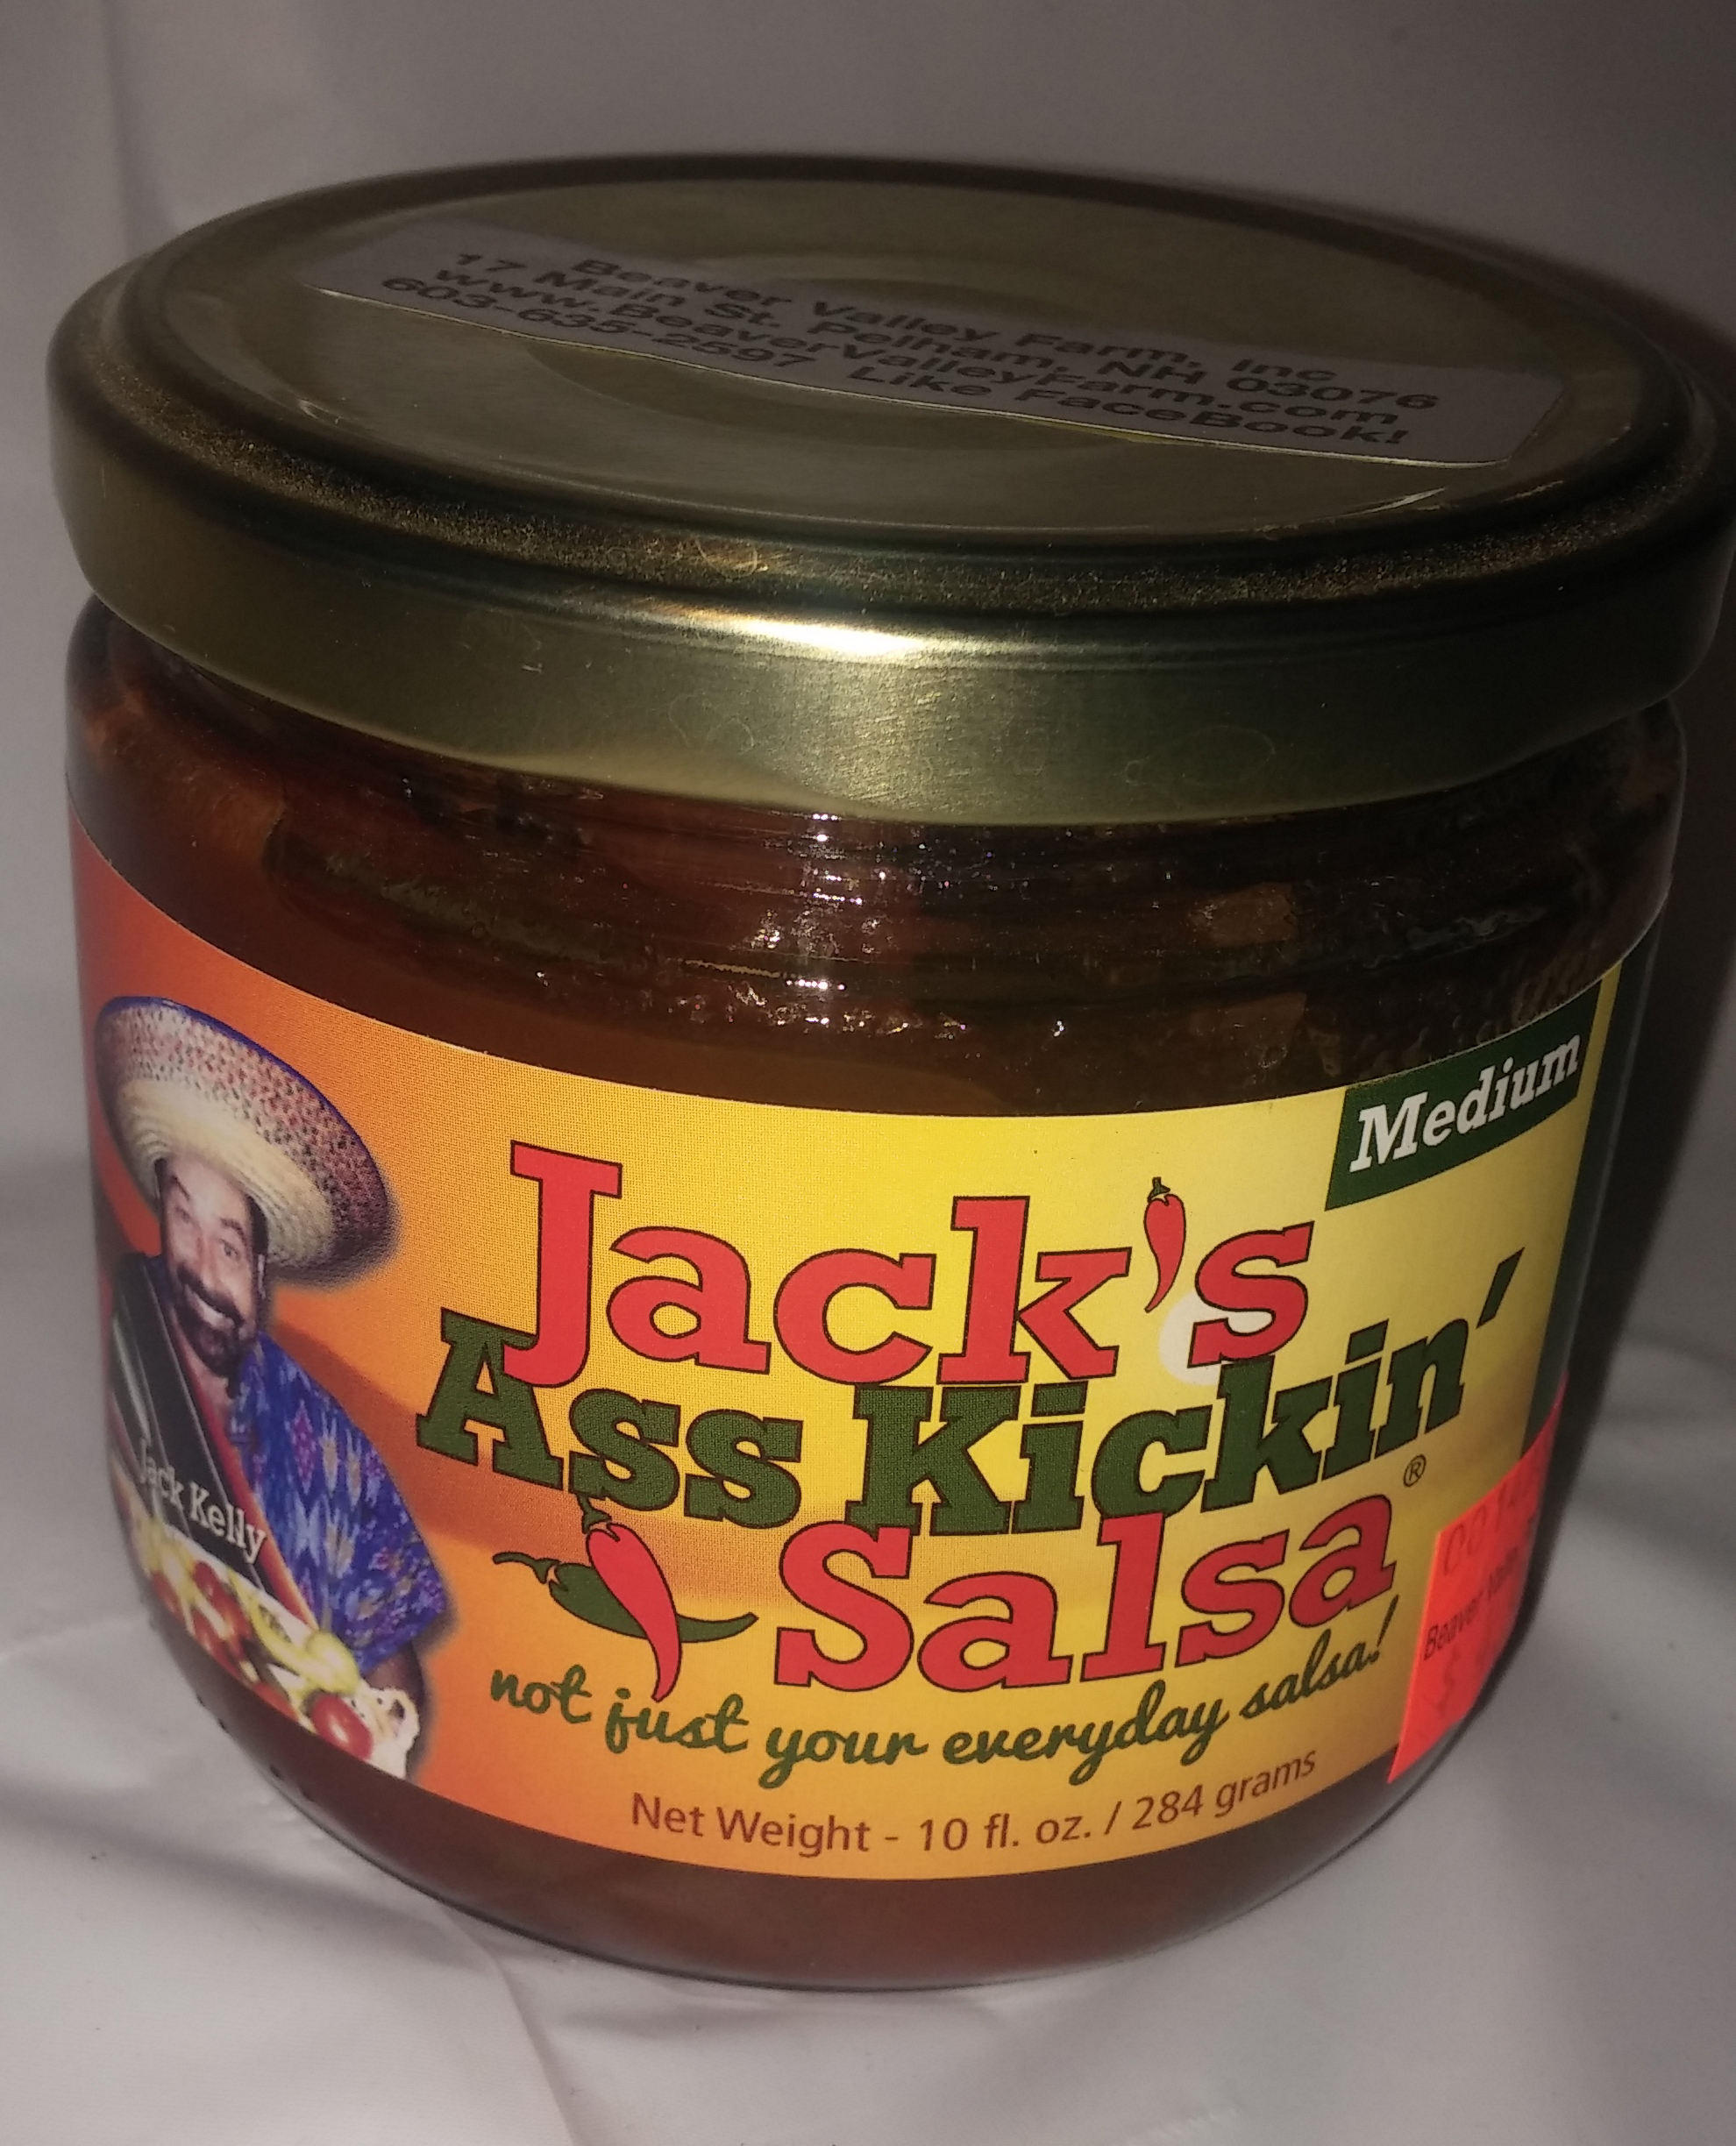 Beaver Valley Farm, Inc
17 Main St. Pelham, NH 03076
www.BeaverValleyFarm.com
603-635-2597 Like FaceBook!
Medium
Jack's
Ass Kickin'
Salsa®
not just your everyday salsa!
Net Weight - 10 fl. oz. / 284 grams
Jack Kelly
Beaver